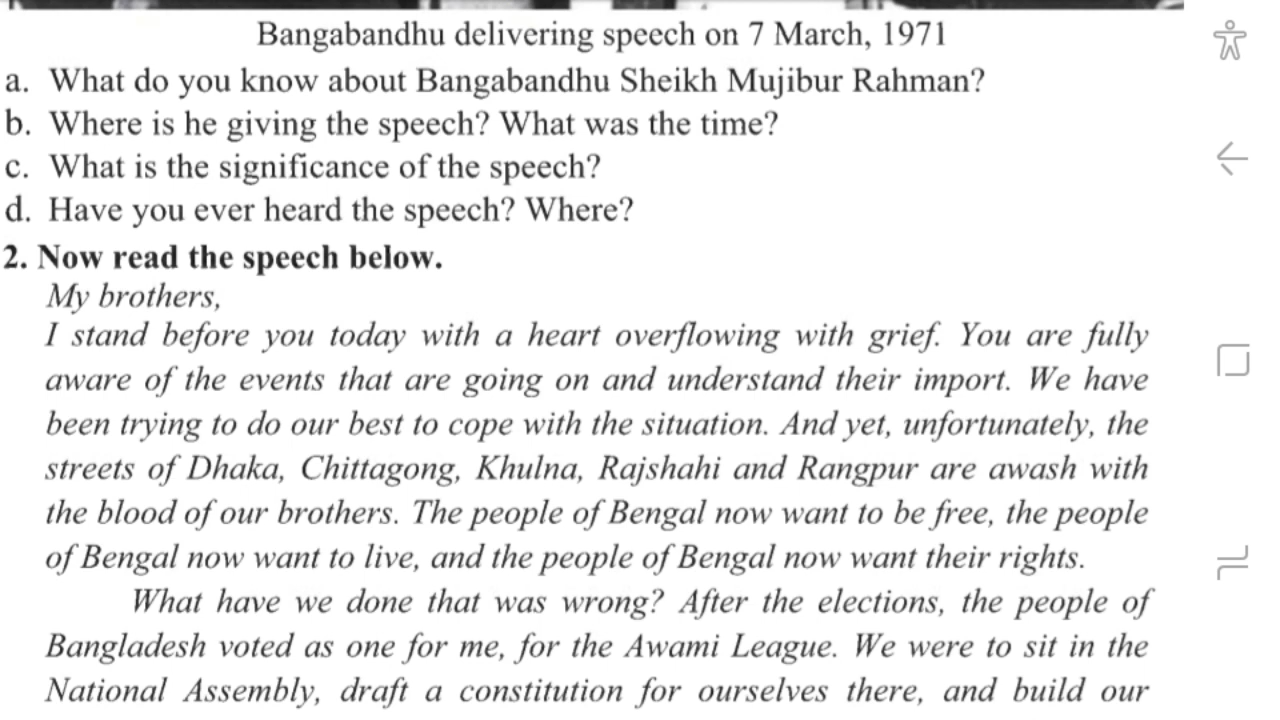 Bangabandhu delivering speech on 7 March, 1971
a. What do you know about Bangabandhu Sheikh Mujibur Rahman?
b. Where is he giving the speech? What was the time?
c. What is the significance of the speech?
d. Have you ever heard the speech? Where?
2. Now read the speech below.
My brothers,
I stand before you today with a heart overflowing with grief. You are fully
aware of the events that are going on and understand their import. We have
been trying to do our best to cope with the situation. And yet, unfortunately, the
streets of Dhaka, Chittagong, Khulna, Rajshahi and Rangpur are awash with
the blood of our brothers. The people of Bengal now want to be free, the people
of Bengal now want to live, and the people of Bengal now want their rights.
What have we done that was wrong? After the elections, the people of
Bangladesh voted as one for me, for the Awami League. We were to sit in the
National Assembly, draft a constitution for ourselves there, and build our